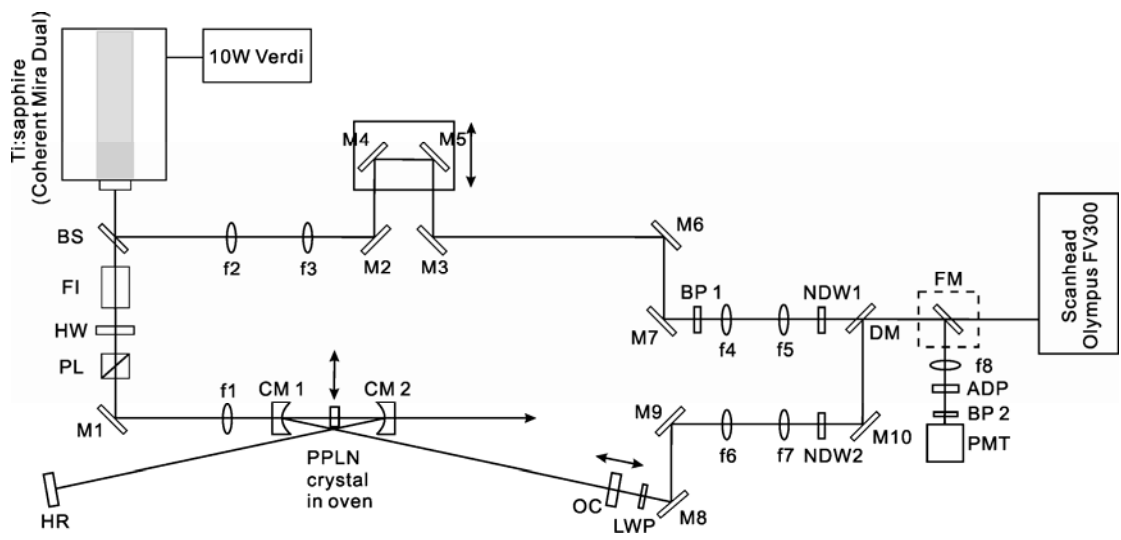 Ti:sapphire
(Coherent Mira Dual)
10W Verdi
M4
M5
BS
f2
f3
M2
M3
M6
FI
HW
PL
M1
f1
CM 1
CM 2
PPLN
crystal
in oven
HR
OC
LWP
M8
M7
BP 1
f4
f5
NDW1
DM
FM
Scanhead
Olympus FV300
f8
ADP
BP 2
PMT
M9
f6
f7
NDW2
M10